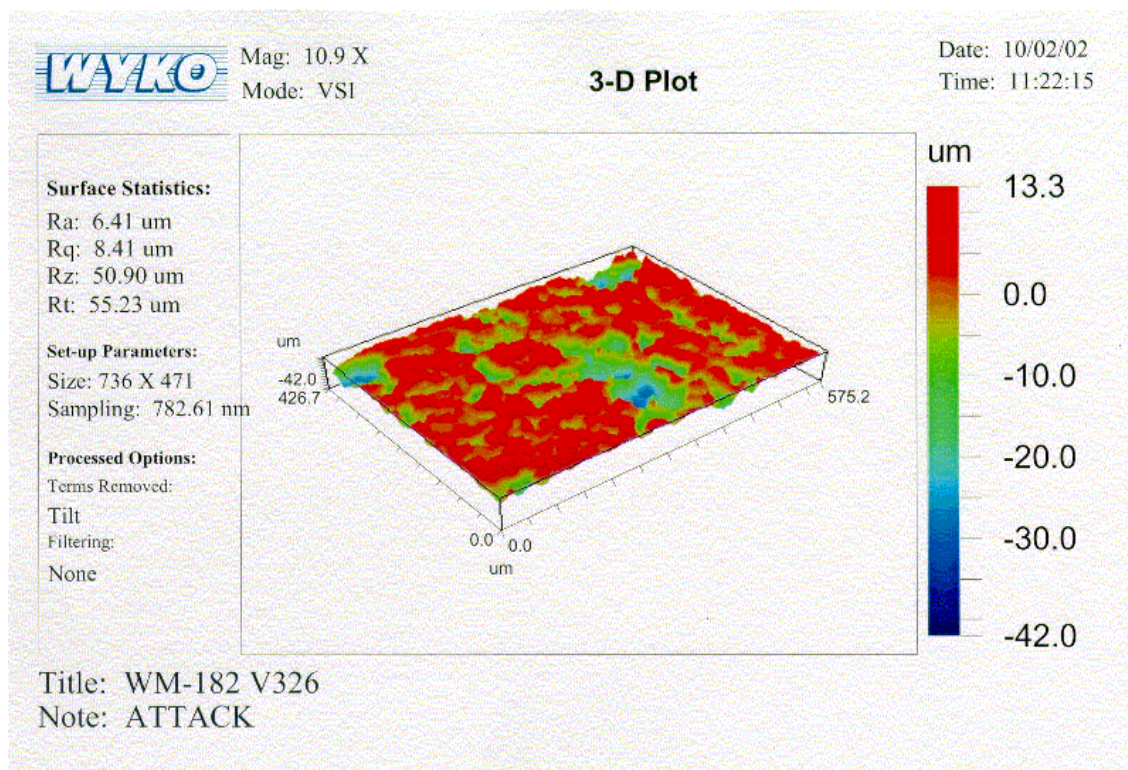 WYKO
Mag: 10.9 X
Mode: VSI
3-D Plot
Date: 10/02/02
Time: 11:22:15
Surface Statistics:
Ra: 6.41 um
Rq: 8.41 um
Rz: 50.90 um
Rt: 55.23 um
Set-up Parameters:
Size: 736 X 471
Sampling: 782.61 nm
Processed Options:
Terms Removed:
Tilt
Filtering:
None
um
-42.0
426.7
575.2
0.0
0.0
um
um
13.3
0.0
-10.0
-20.0
-30.0
-42.0
Title: WM-182 V326
Note: ATTACK